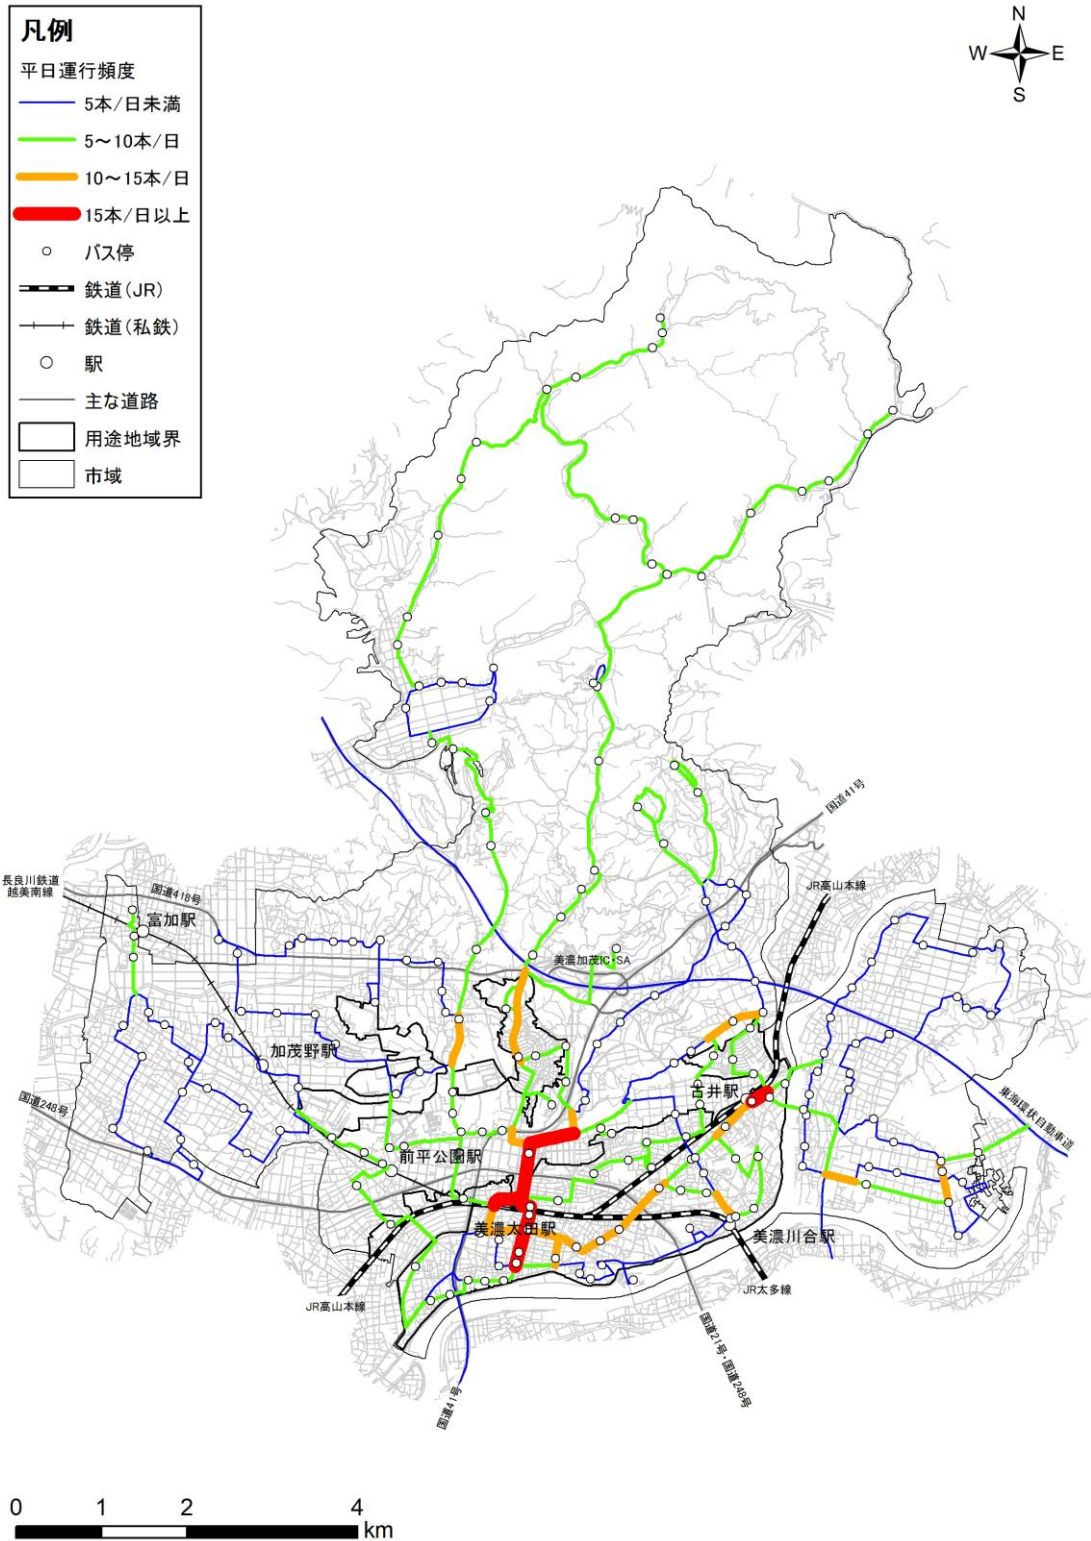 凡例
平日運行頻度
5本/日未満
5～10本/日
10～15本/日
15本/日以上
バス停
鉄道(JR)
鉄道(私鉄)
駅
主な道路
用途地域界
市域
N
W
E
S
国道41号
長良川鉄道
越美南線
国道418号
JR高山本線
富加駅
美濃加茂IC・SA
加茂野駅
古井駅
国道248号
東海環状自動車道
前平公園駅
美濃太田駅
美濃川合駅
JR高山本線
JR太多線
国道21号・国道248号
国道41号
0
1
2
4
km